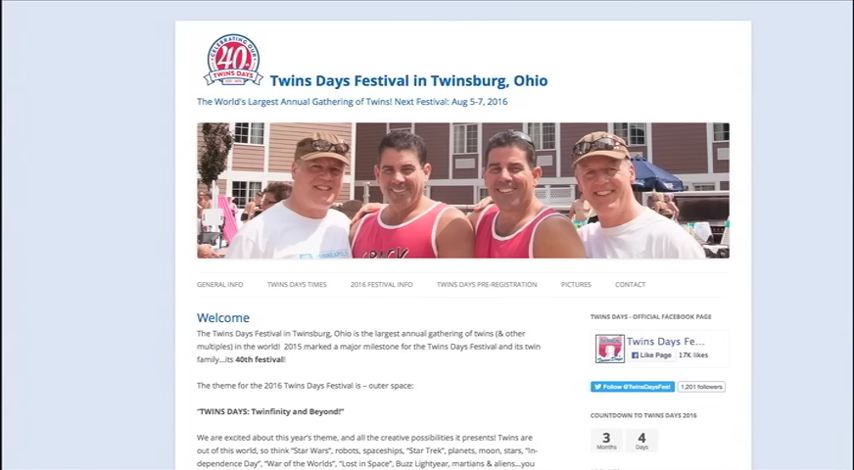 CELEBRATING OUR
40th
TWINS DAYS
Twins Days Festival in Twinsburg, Ohio
The World's Largest Annual Gathering of Twins! Next Festival: Aug 5-7, 2016
GENERAL INFO TWINS DAYS TIMES 2016 FESTIVAL INFO TWINS DAYS PRE-REGISTRATION PICTURES CONTACT
Welcome
The Twins Days Festival in Twinsburg, Ohio is the largest annual gathering of twins (& other
multiples) in the world! 2015 marked a major milestone for the Twins Days Festival and its twin
family…its 40th festival!
The theme for the 2016 Twins Days Festival is – outer space:
"TWINS DAYS: Twinfinity and Beyond!"
We are excited about this year's theme, and all the creative possibilities it presents! Twins are
out of this world, so think "Star Wars", robots, spaceships, "Star Trek", planets, moon, stars, "In-
dependence Day", "War of the Worlds", "Lost in Space", Buzz Lightyear, martians & aliens…you
TWINS DAYS - OFFICIAL FACEBOOK PAGE
Twins Days Fe...
Like Page 17K likes
Follow @TwinsDaysFest 1,201 followers
COUNTDOWN TO TWINS DAYS 2016
3 4
Months Days